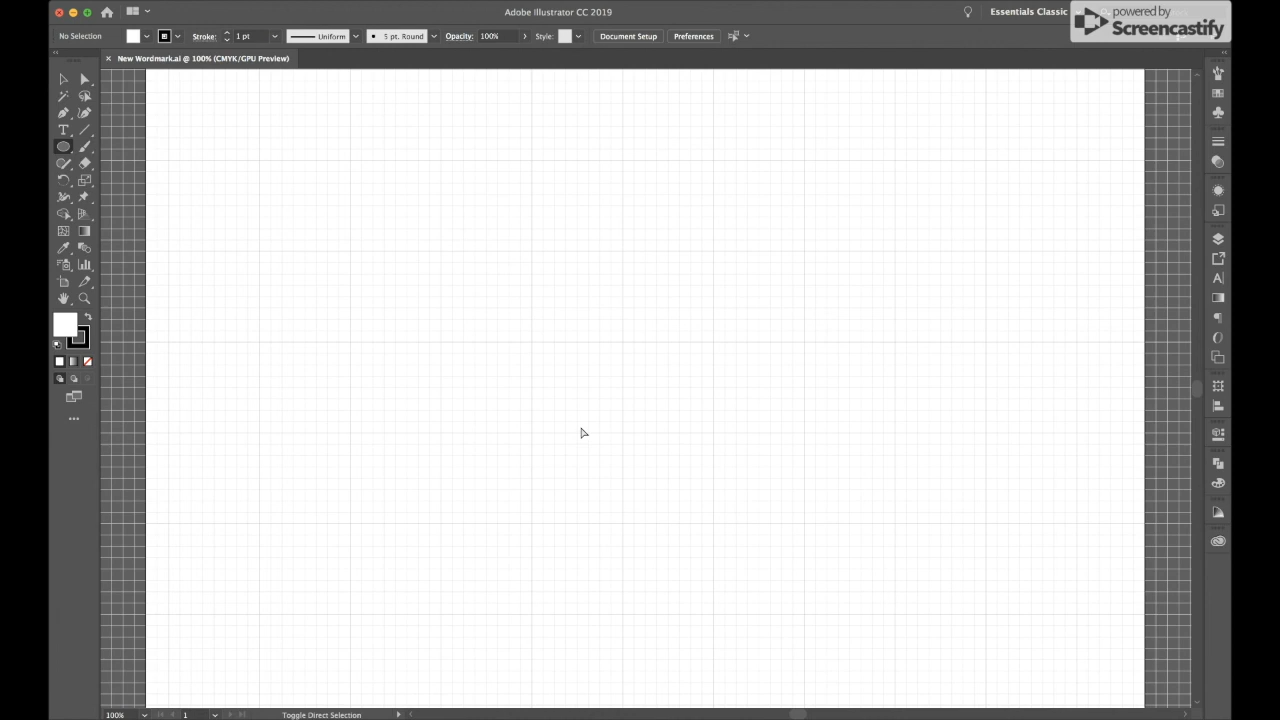 Adobe Illustrator CC 2019
Essentials Classic
powered by
Screencastify
No Selection
Stroke:
1 pt
Uniform
5 pt. Round
Opacity:
100%
Style:
Document Setup
Preferences
New Wordmark.ai @ 100% (CMYK/GPU Preview)
100%
1
Toggle Direct Selection